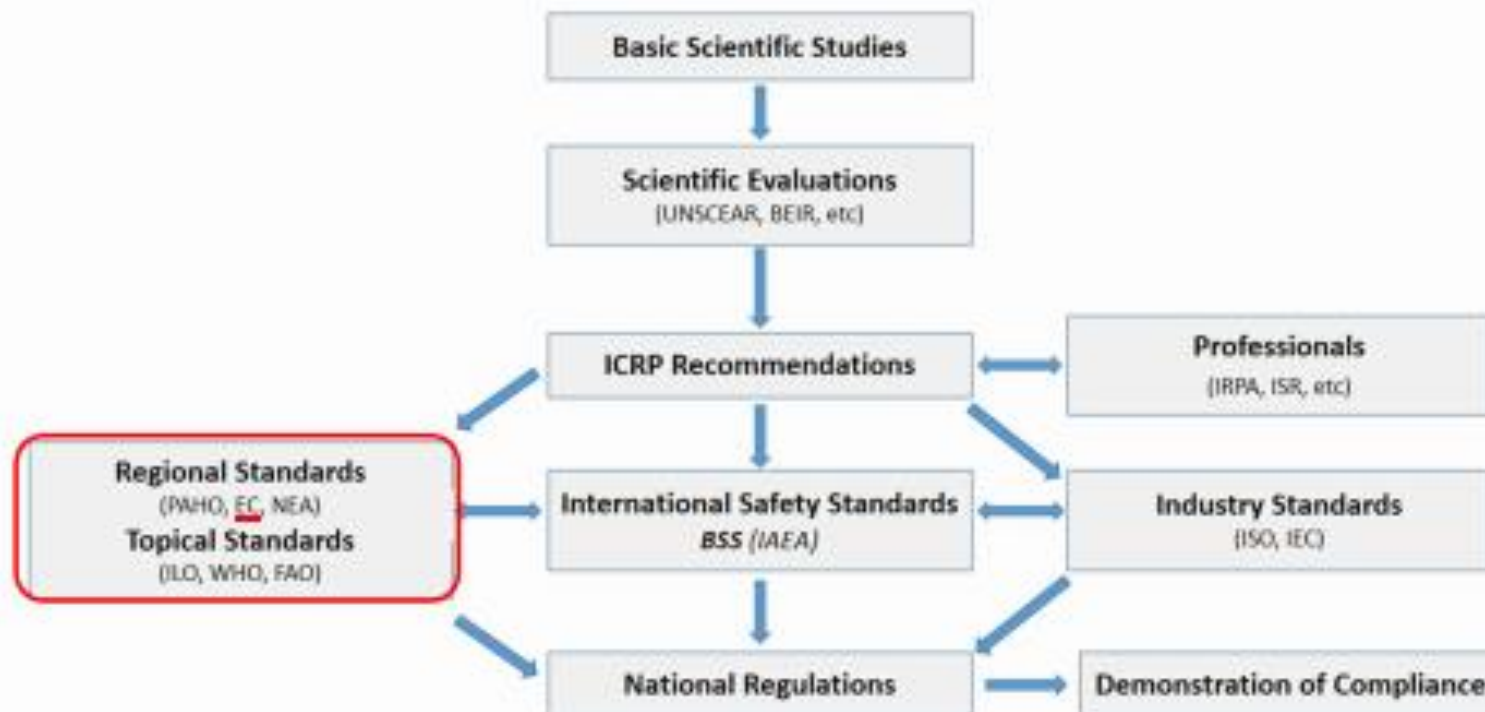 Basic Scientific Studies
Scientific Evaluations
(UNSCEAR, BEIR, etc)
ICRP Recommendations
Professionals
(IRPA, ISR, etc)
Regional Standards
(PAHO, EC, NEA)
Topical Standards
(ILO, WHO, FAO)
International Safety Standards
BSS (IAEA)
Industry Standards
(ISO, IEC)
National Regulations
Demonstration of Compliance